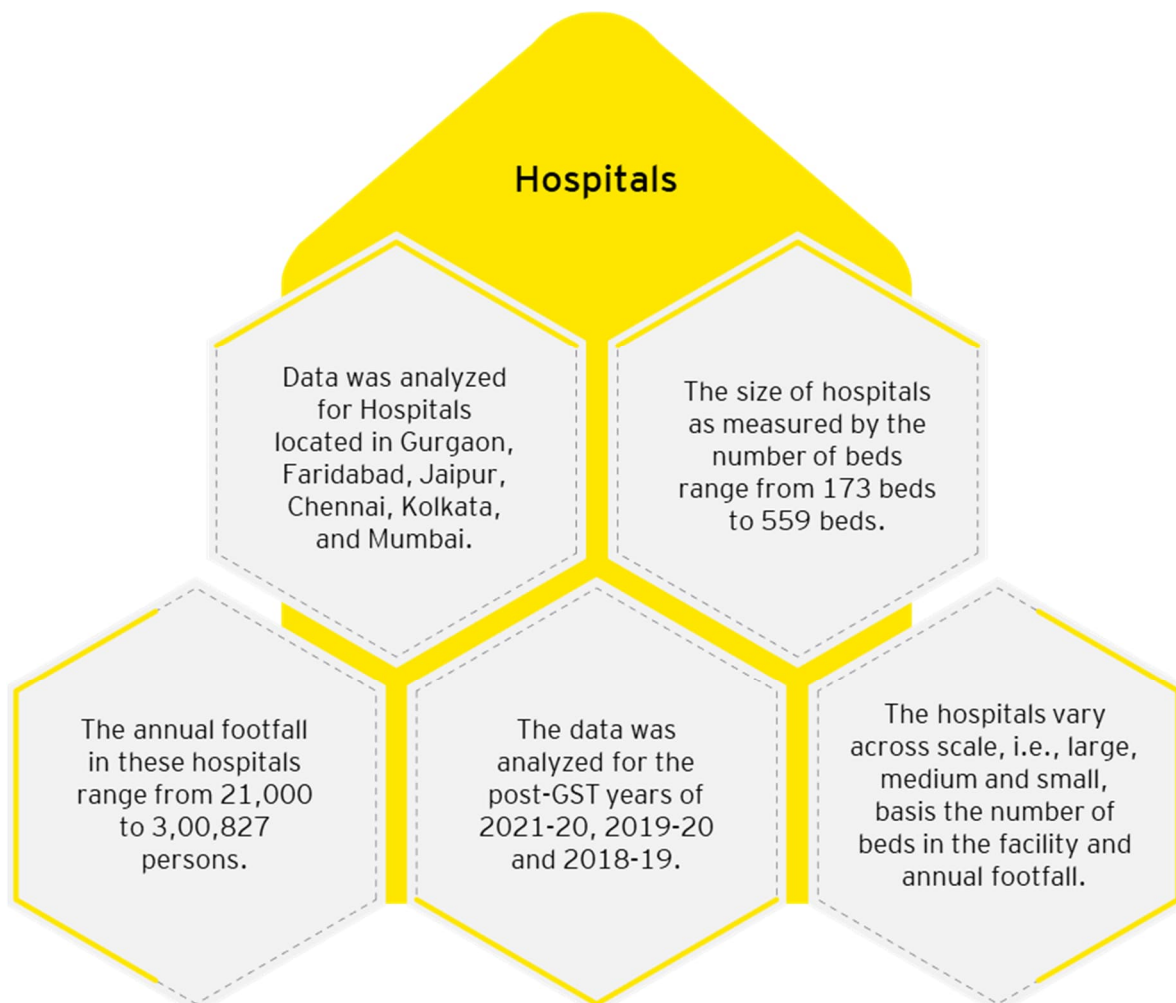 Hospitals
Data was analyzed
for Hospitals
located in Gurgaon,
Faridabad, Jaipur,
Chennai, Kolkata,
and Mumbai.
The size of hospitals
as measured by the
number of beds
range from 173 beds
to 559 beds.
The annual footfall
in these hospitals
range from 21,000
to 3,00,827
persons.
The data was
analyzed for the
post-GST years of
2021-20, 2019-20
and 2018-19.
The hospitals vary
across scale, i.e., large,
medium and small,
basis the number of
beds in the facility and
annual footfall.